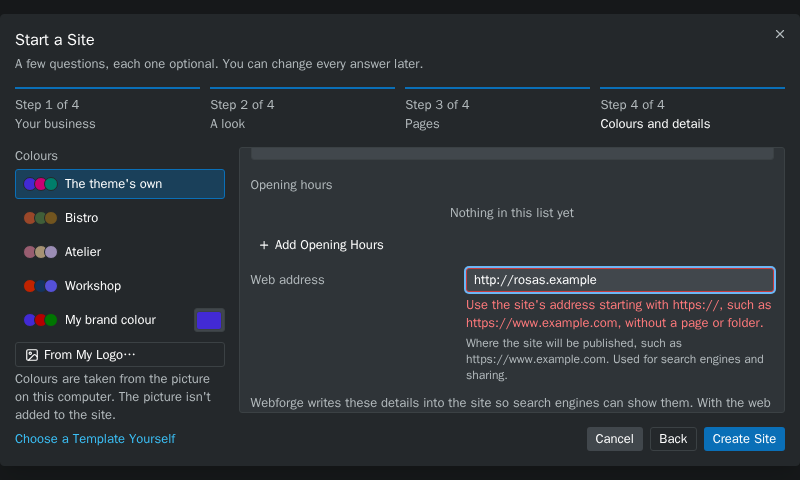 Start a Site
A few questions, each one optional. You can change every answer later.
Step 1 of 4
Your business
Step 2 of 4
A look
Step 3 of 4
Pages
Step 4 of 4
Colours and details
Colours
The theme's own
Bistro
Atelier
Workshop
My brand colour
From My Logo···
Colours are taken from the picture
on this computer. The picture isn't
added to the site.
Choose a Template Yourself
Opening hours
Nothing in this list yet
+ Add Opening Hours
Web address
http://rosas.example
Use the site's address starting with https://, such as
https://www.example.com, without a page or folder.
Where the site will be published, such as
https://www.example.com. Used for search engines and
sharing.
Webforge writes these details into the site so search engines can show them. With the web
Cancel
Back
Create Site